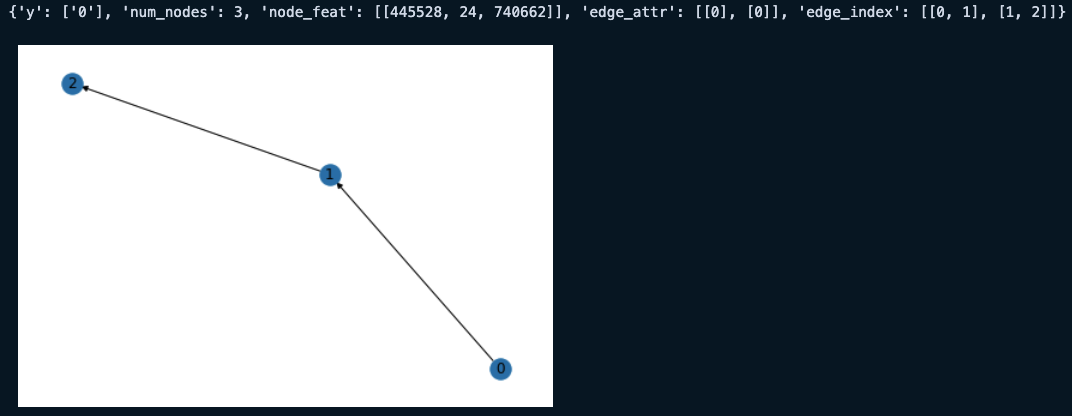 {'y': ['0'], 'num_nodes': 3, 'node_feat': [[445528, 24, 740662]], 'edge_attr': [[0], [0]], 'edge_index': [[0, 1], [1, 2]]}
2
1
0